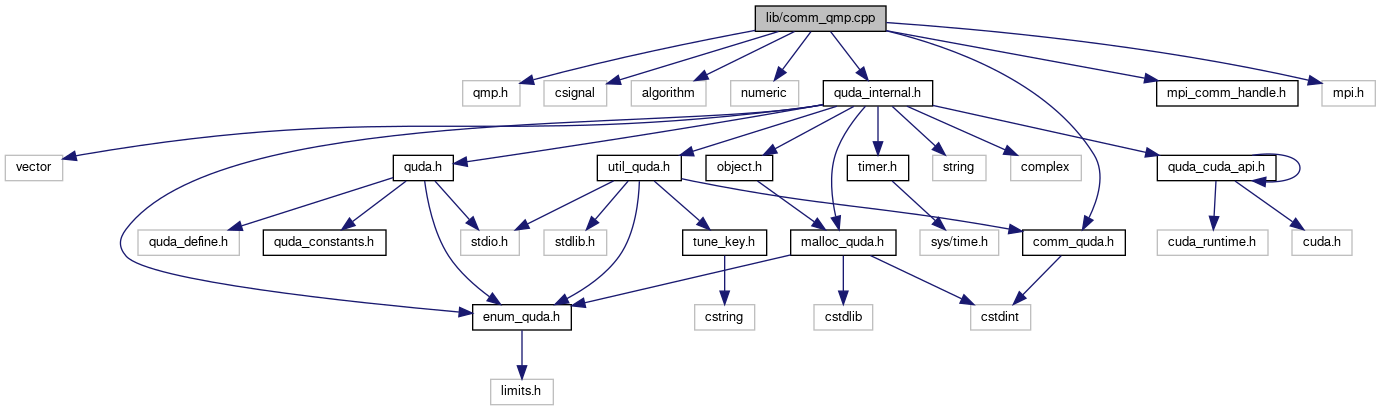 lib/comm_qmp.cpp
qmp.h
csignal
algorithm
numeric
quda_internal.h
mpi_comm_handle.h
mpi.h
vector
quda.h
util_quda.h
object.h
timer.h
string
complex
quda_cuda_api.h
quda_define.h
quda_constants.h
stdio.h
stdlib.h
tune_key.h
malloc_quda.h
sys/time.h
comm_quda.h
cuda_runtime.h
cuda.h
enum_quda.h
cstring
cstdlib
cstdint
limits.h